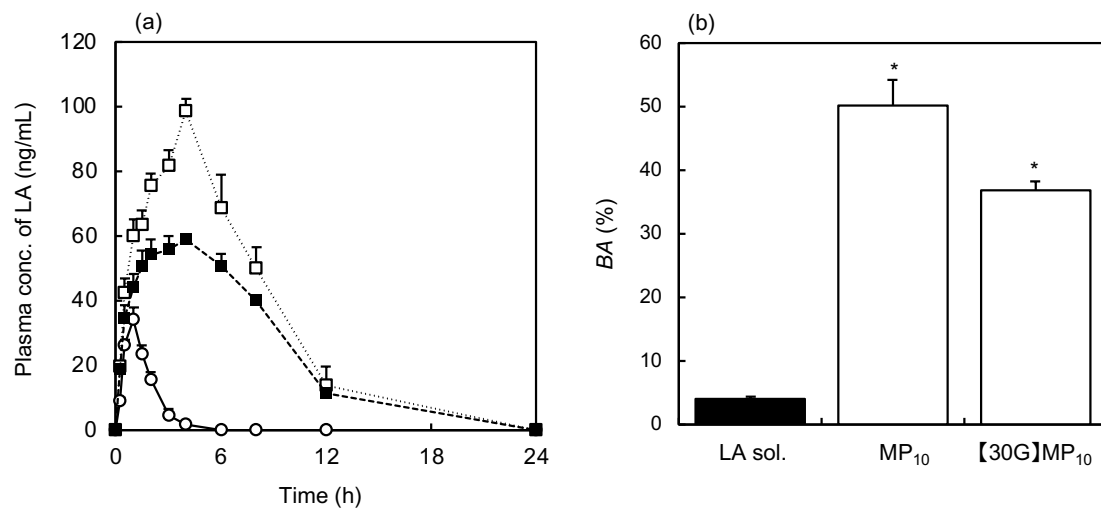 (a)
120
100
80
60
40
20
0
Plasma conc. of LA (ng/mL)
0 6 12 18 24
Time (h)
(b)
60
50
40
30
20
10
0
BA (%)
*
*
LA sol. MP₁₀ 【30G】MP₁₀